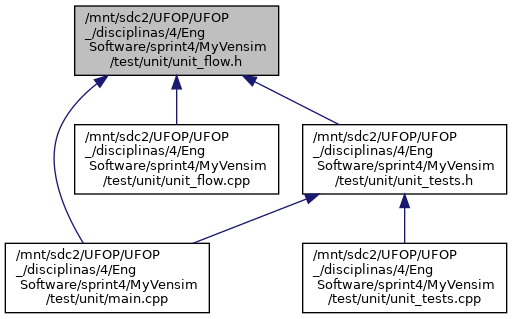 /mnt/sdc2/UFOP/UFOP
_/disciplinas/4/Eng
Software/sprint4/MyVensim
/test/unit/unit_flow.h
/mnt/sdc2/UFOP/UFOP
_/disciplinas/4/Eng
Software/sprint4/MyVensim
/test/unit/unit_flow.cpp
/mnt/sdc2/UFOP/UFOP
_/disciplinas/4/Eng
Software/sprint4/MyVensim
/test/unit/unit_tests.h
/mnt/sdc2/UFOP/UFOP
_/disciplinas/4/Eng
Software/sprint4/MyVensim
/test/unit/main.cpp
/mnt/sdc2/UFOP/UFOP
_/disciplinas/4/Eng
Software/sprint4/MyVensim
/test/unit/unit_tests.cpp